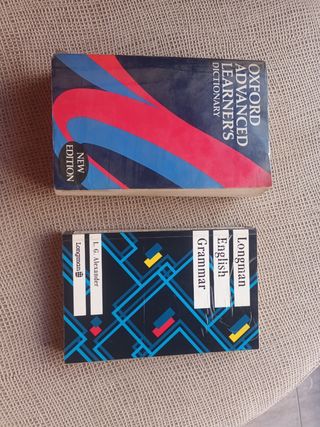 OXFORD
ADVANCED
LEARNER'S
DICTIONARY
NEW
EDITION
Longman
English
Grammar
L. G. Alexander
Longman